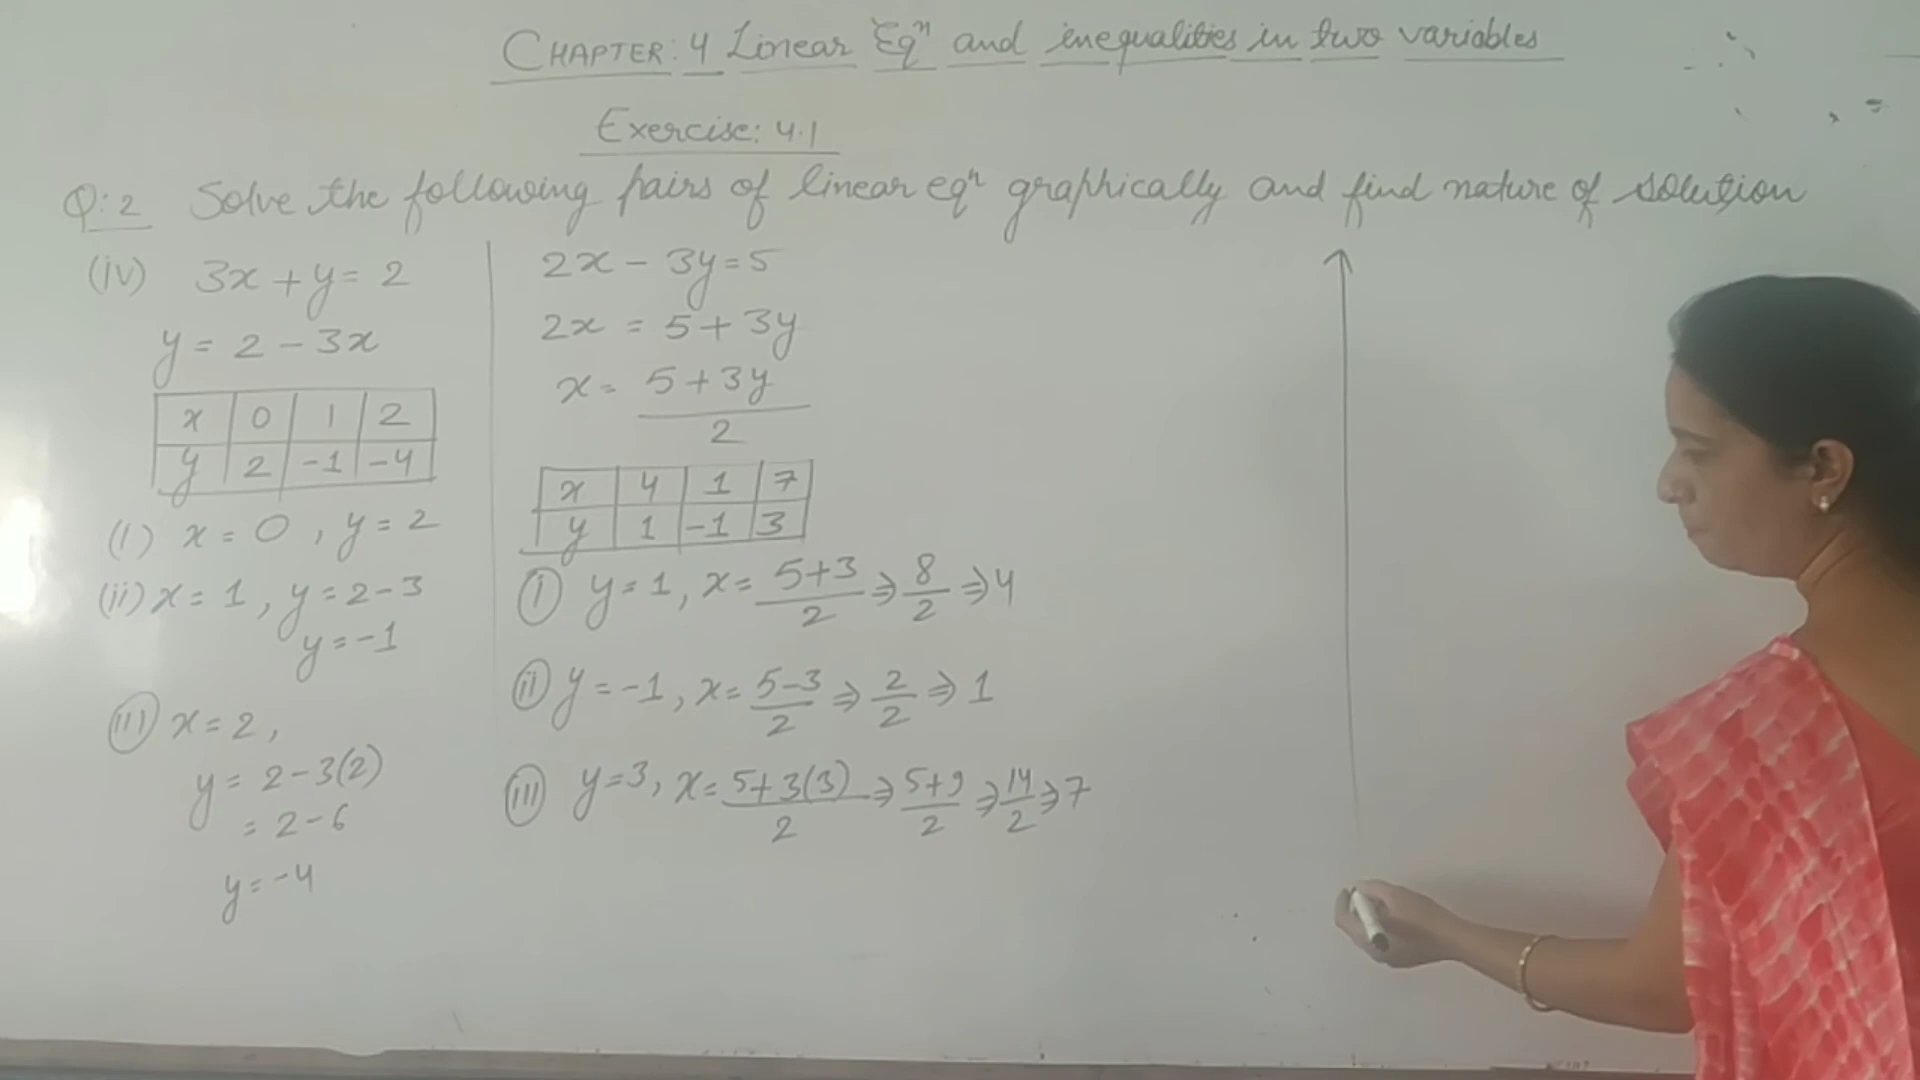 CHAPTER: 4 Linear Eqn and inequalities in two variables
Exercise: 4.1
Q:2 Solve the following pairs of linear eqn graphically and find nature of solution
(iv) 3x + y = 2
y = 2 - 3x
x 0 1 2
y 2 -1 -4
(i) x = 0, y = 2
(ii) x = 1, y = 2 - 3
y = -1
(iii) x = 2,
y = 2 - 3(2)
= 2 - 6
y = -4
2x - 3y = 5
2x = 5 + 3y
x = 5 + 3y
2
x 4 1 7
y 1 -1 3
(i) y = 1, x = 5+3/2 ⇒ 8/2 ⇒ 4
(ii) y = -1, x = 5-3/2 ⇒ 2/2 ⇒ 1
(iii) y = 3, x = 5+3(3)/2 ⇒ 5+9/2 ⇒ 14/2 ⇒ 7